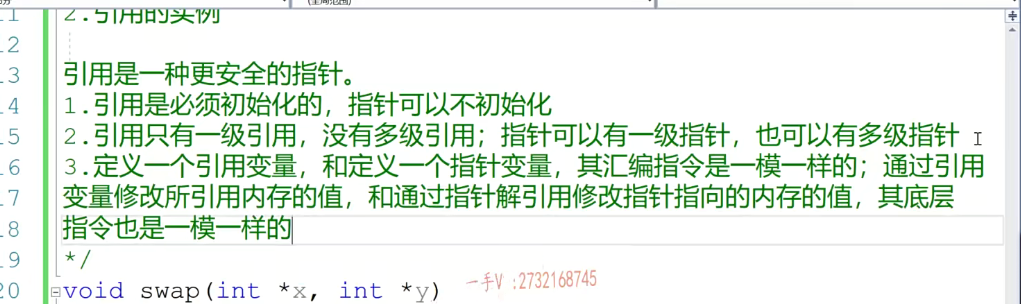 2.引用的实例
12
13 引用是一种更安全的指针。
14 1.引用是必须初始化的，指针可以不初始化
15 2.引用只有一级引用，没有多级引用；指针可以有一级指针，也可以有多级指针
16 3.定义一个引用变量，和定义一个指针变量，其汇编指令是一模一样的；通过引用
17 变量修改所引用内存的值，和通过指针解引用修改指针指向的内存的值，其底层
18 指令也是一模一样的
19 */
20 void swap(int *x, int *y)
一手V :2732168745